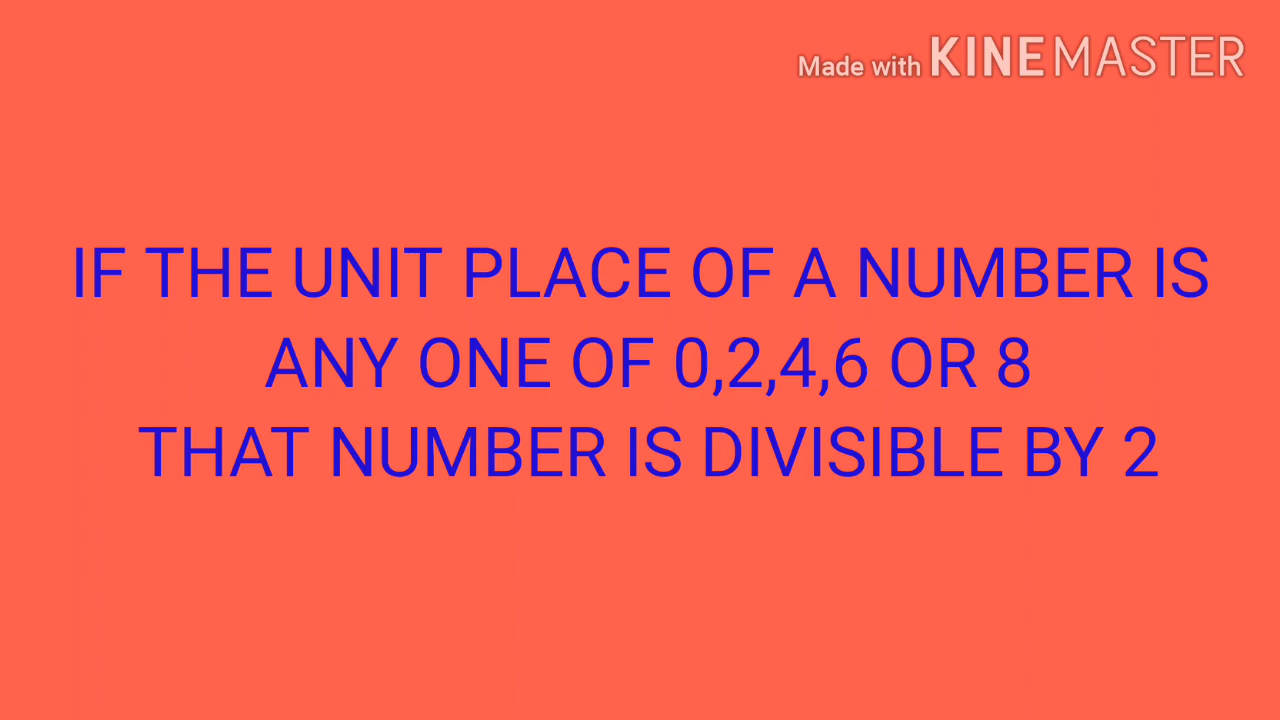 Made with KINEMASTER
IF THE UNIT PLACE OF A NUMBER IS
ANY ONE OF 0,2,4,6 OR 8
THAT NUMBER IS DIVISIBLE BY 2